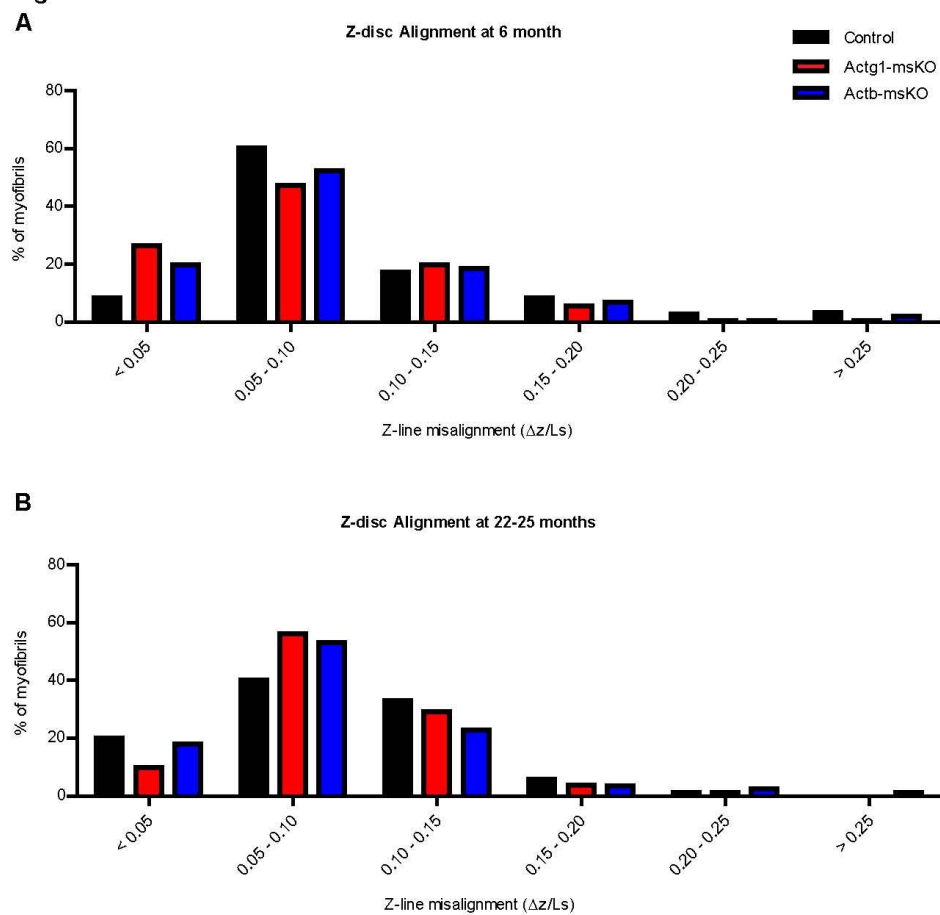 A
Z-disc Alignment at 6 month
Control
Actg1-msKO
Actb-msKO
80
60
40
20
0
% of myofibrils
< 0.05
0.05 - 0.10
0.10 - 0.15
0.15 - 0.20
0.20 - 0.25
> 0.25
Z-line misalignment (Δz/Ls)
B
Z-disc Alignment at 22-25 months
80
60
40
20
0
% of myofibrils
< 0.05
0.05 - 0.10
0.10 - 0.15
0.15 - 0.20
0.20 - 0.25
> 0.25
Z-line misalignment (Δz/Ls)